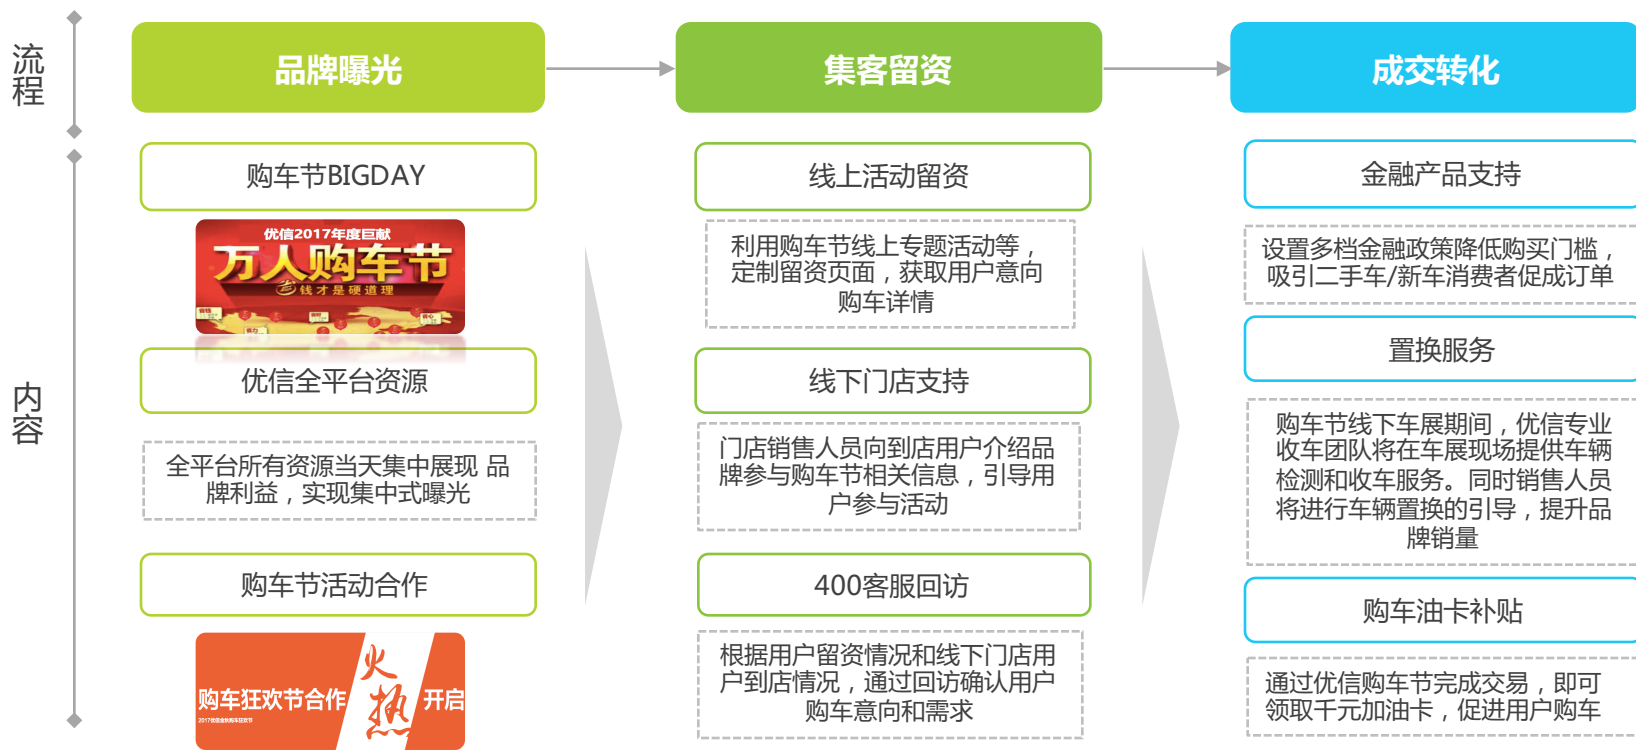 流程
品牌曝光
集客留资
成交转化
内容
购车节BIGDAY
优信2017年度巨献
万人购车节
省钱才是硬道理
优信全平台资源
全平台所有资源当天集中展现 品
牌利益，实现集中式曝光
购车节活动合作
购车狂欢节合作
火热
开启
线上活动留资
利用购车节线上专题活动等，
定制留资页面，获取用户意向
购车详情
线下门店支持
门店销售人员向到店用户介绍品
牌参与购车节相关信息，引导用
户参与活动
400客服回访
根据用户留资情况和线下门店用
户到店情况，通过回访确认用户
购车意向和需求
金融产品支持
设置多档金融政策降低购买门槛，
吸引二手车/新车消费者促成订单
置换服务
购车节线下车展期间，优信专业
收车团队将在车展现场提供车辆
检测和收车服务。同时销售人员
将进行车辆置换的引导，提升品
牌销量
购车油卡补贴
通过优信购车节完成交易，即可
领取千元加油卡，促进用户购车